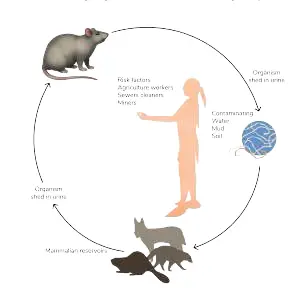 Risk factors
Agriculture workers
Sewers cleaners
Miners
Organism
shed in urine
Contaminating
Water
Mud
Soil
Organism
shed in urine
Mammalian reservoirs